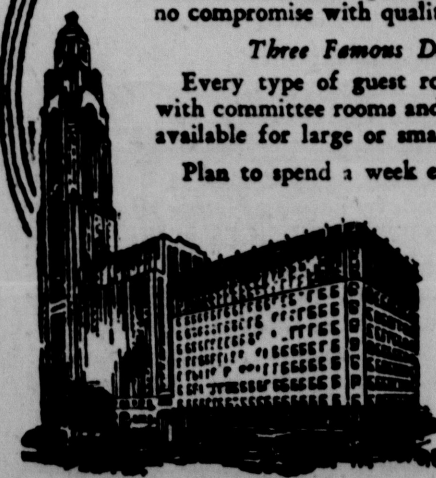 no compromise with qualit
Three Famous D
Every type of guest ro
with committee rooms and
available for large or sma
Plan to spend a week e